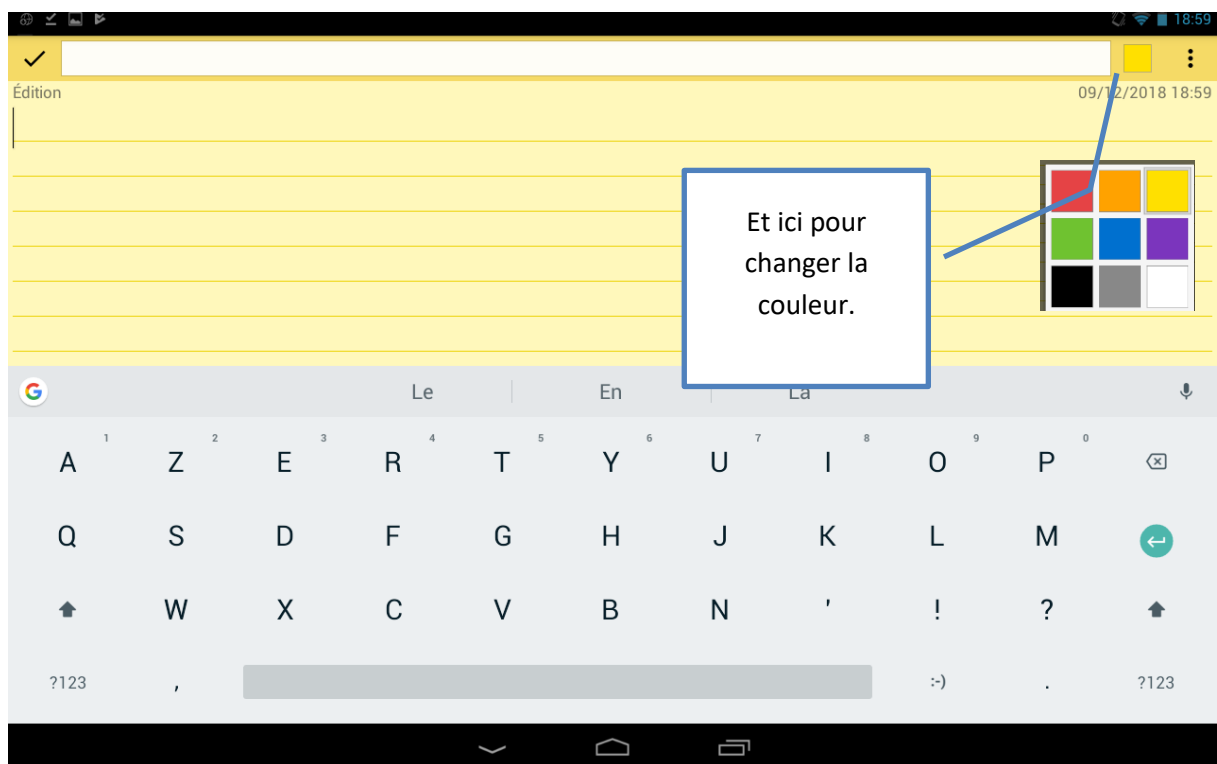 18:59
Édition
09/12/2018 18:59
Et ici pour
changer la
couleur.
G
Le En La
1 2 3 4 5 6 7 8 9 0
A Z E R T Y U I O P
Q S D F G H J K L M
W X C V B N ' ! ?
?123 , :-) . ?123